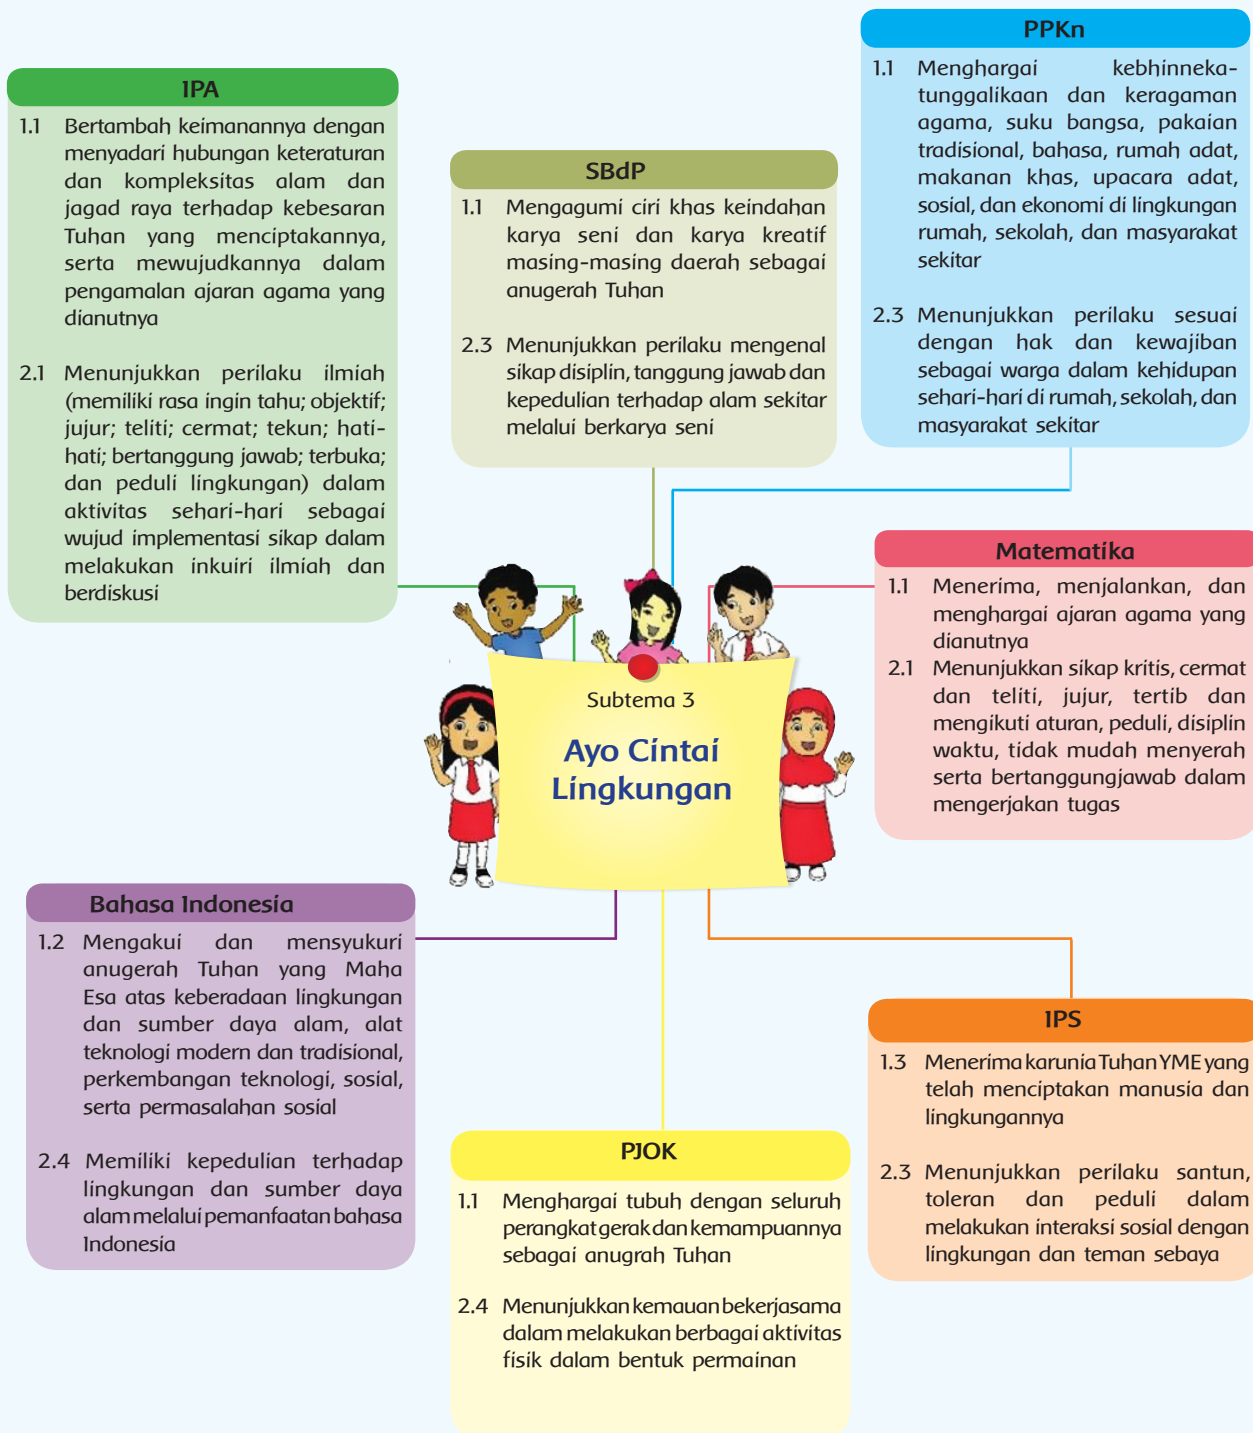 IPA
1.1 Bertambah keimanannya dengan
menyadari hubungan keteraturan
dan kompleksitas alam dan
jagad raya terhadap kebesaran
Tuhan yang menciptakannya,
serta mewujudkannya dalam
pengamalan ajaran agama yang
dianutnya
2.1 Menunjukkan perilaku ilmiah
(memiliki rasa ingin tahu; objektif;
jujur; teliti; cermat; tekun; hati-
hati; bertanggung jawab; terbuka;
dan peduli lingkungan) dalam
aktivitas sehari-hari sebagai
wujud implementasi sikap dalam
melakukan inkuiri ilmiah dan
berdiskusi
SBdP
1.1 Mengagumi ciri khas keindahan
karya seni dan karya kreatif
masing-masing daerah sebagai
anugerah Tuhan
2.3 Menunjukkan perilaku mengenal
sikap disiplin, tanggung jawab dan
kepedulian terhadap alam sekitar
melalui berkarya seni
PPKn
1.1 Menghargai kebhinneka-
tunggalikaan dan keragaman
agama, suku bangsa, pakaian
tradisional, bahasa, rumah adat,
makanan khas, upacara adat,
sosial, dan ekonomi di lingkungan
rumah, sekolah, dan masyarakat
sekitar
2.3 Menunjukkan perilaku sesuai
dengan hak dan kewajiban
sebagai warga dalam kehidupan
sehari-hari di rumah, sekolah, dan
masyarakat sekitar
Matematika
1.1 Menerima, menjalankan, dan
menghargai ajaran agama yang
dianutnya
2.1 Menunjukkan sikap kritis, cermat
dan teliti, jujur, tertib dan
mengikuti aturan, peduli, disiplin
waktu, tidak mudah menyerah
serta bertanggungjawab dalam
mengerjakan tugas
Subtema 3
Ayo Cintai
Lingkungan
Bahasa Indonesia
1.2 Mengakui dan mensyukuri
anugerah Tuhan yang Maha
Esa atas keberadaan lingkungan
dan sumber daya alam, alat
teknologi modern dan tradisional,
perkembangan teknologi, sosial,
serta permasalahan sosial
2.4 Memiliki kepedulian terhadap
lingkungan dan sumber daya
alam melalui pemanfaatan bahasa
Indonesia
PJOK
1.1 Menghargai tubuh dengan seluruh
perangkat gerak dan kemampuannya
sebagai anugrah Tuhan
2.4 Menunjukkan kemauan bekerjasama
dalam melakukan berbagai aktivitas
fisik dalam bentuk permainan
IPS
1.3 Menerima karunia Tuhan YME yang
telah menciptakan manusia dan
lingkungannya
2.3 Menunjukkan perilaku santun,
toleran dan peduli dalam
melakukan interaksi sosial dengan
lingkungan dan teman sebaya